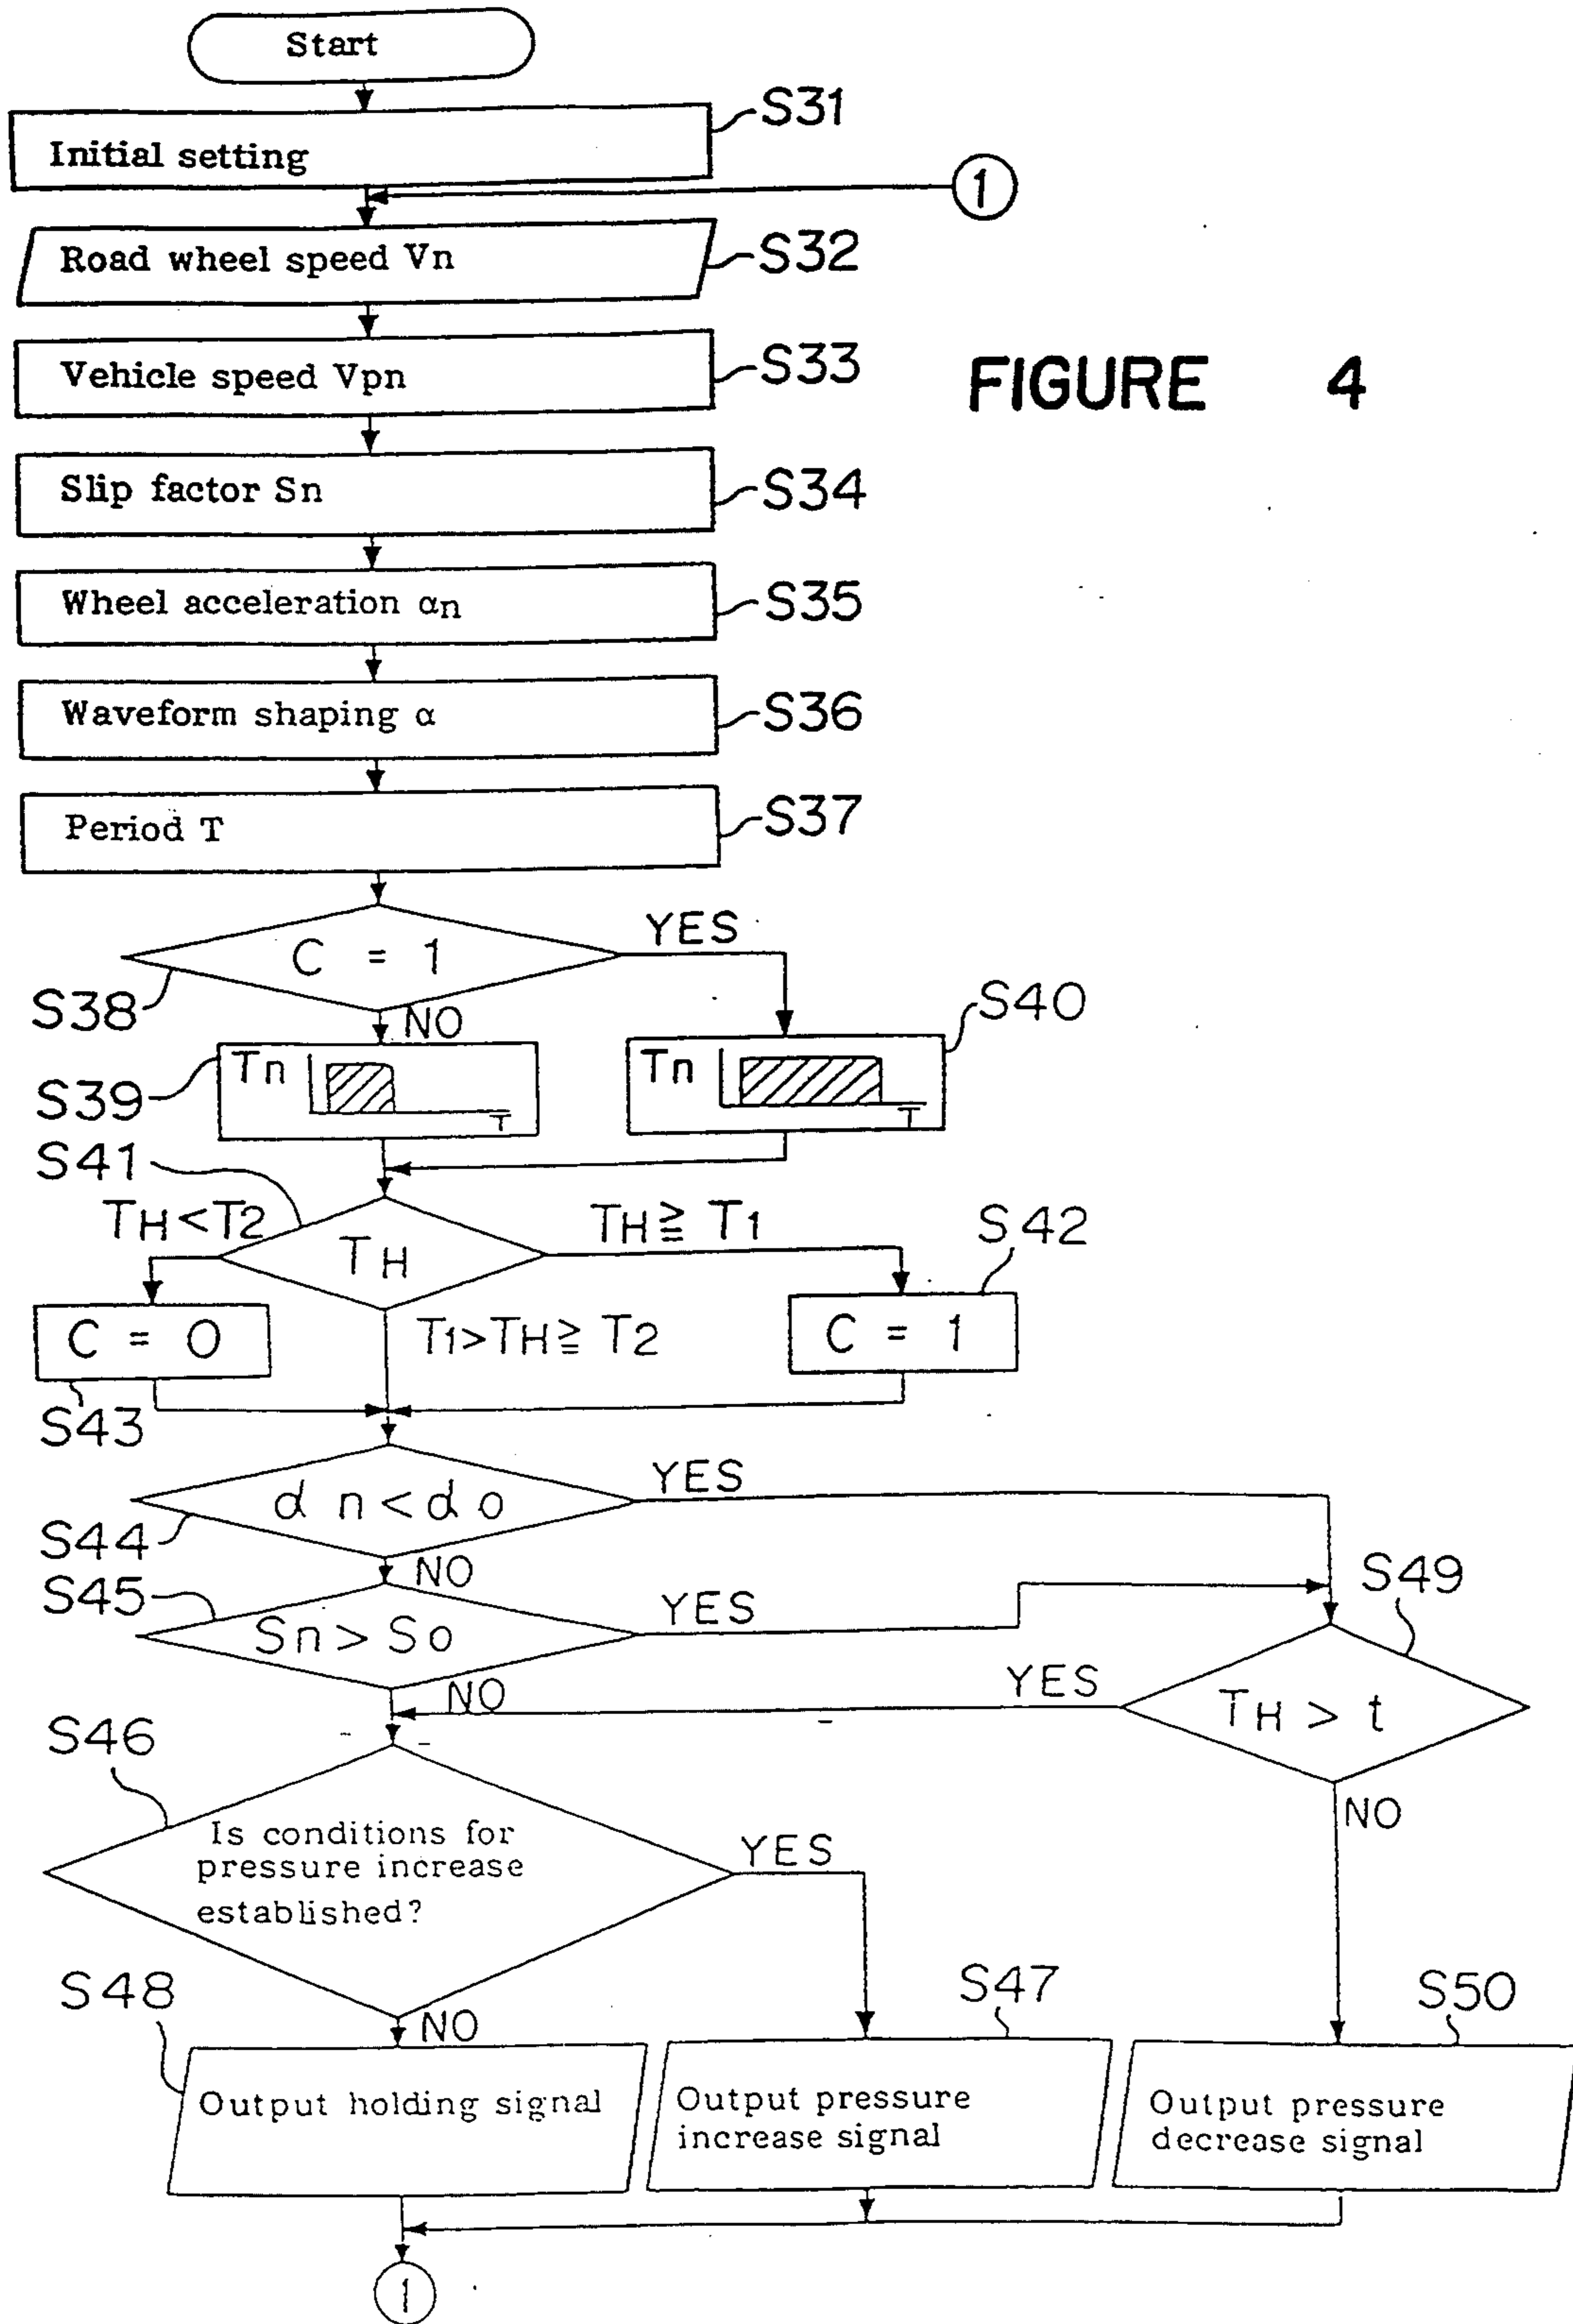 Start
S31
Initial setting
1
Road wheel speed Vn
S32
Vehicle speed Vpn
S33
FIGURE 4
Slip factor Sn
S34
Wheel acceleration αn
S35
Waveform shaping α
S36
Period T
S37
C = 1
YES
S38
NO
S40
Tn
T
Tn
T
S39
S41
TH<T2
TH≧T1
S42
TH
C = 0
T1>TH≧T2
C = 1
S43
d n<d o
YES
S44
NO
S45
S49
Sn>So
YES
NO
YES
TH > t
S46
NO
Is conditions for
pressure increase
established?
YES
S48
NO
S47
S50
Output holding signal
Output pressure
increase signal
Output pressure
decrease signal
1